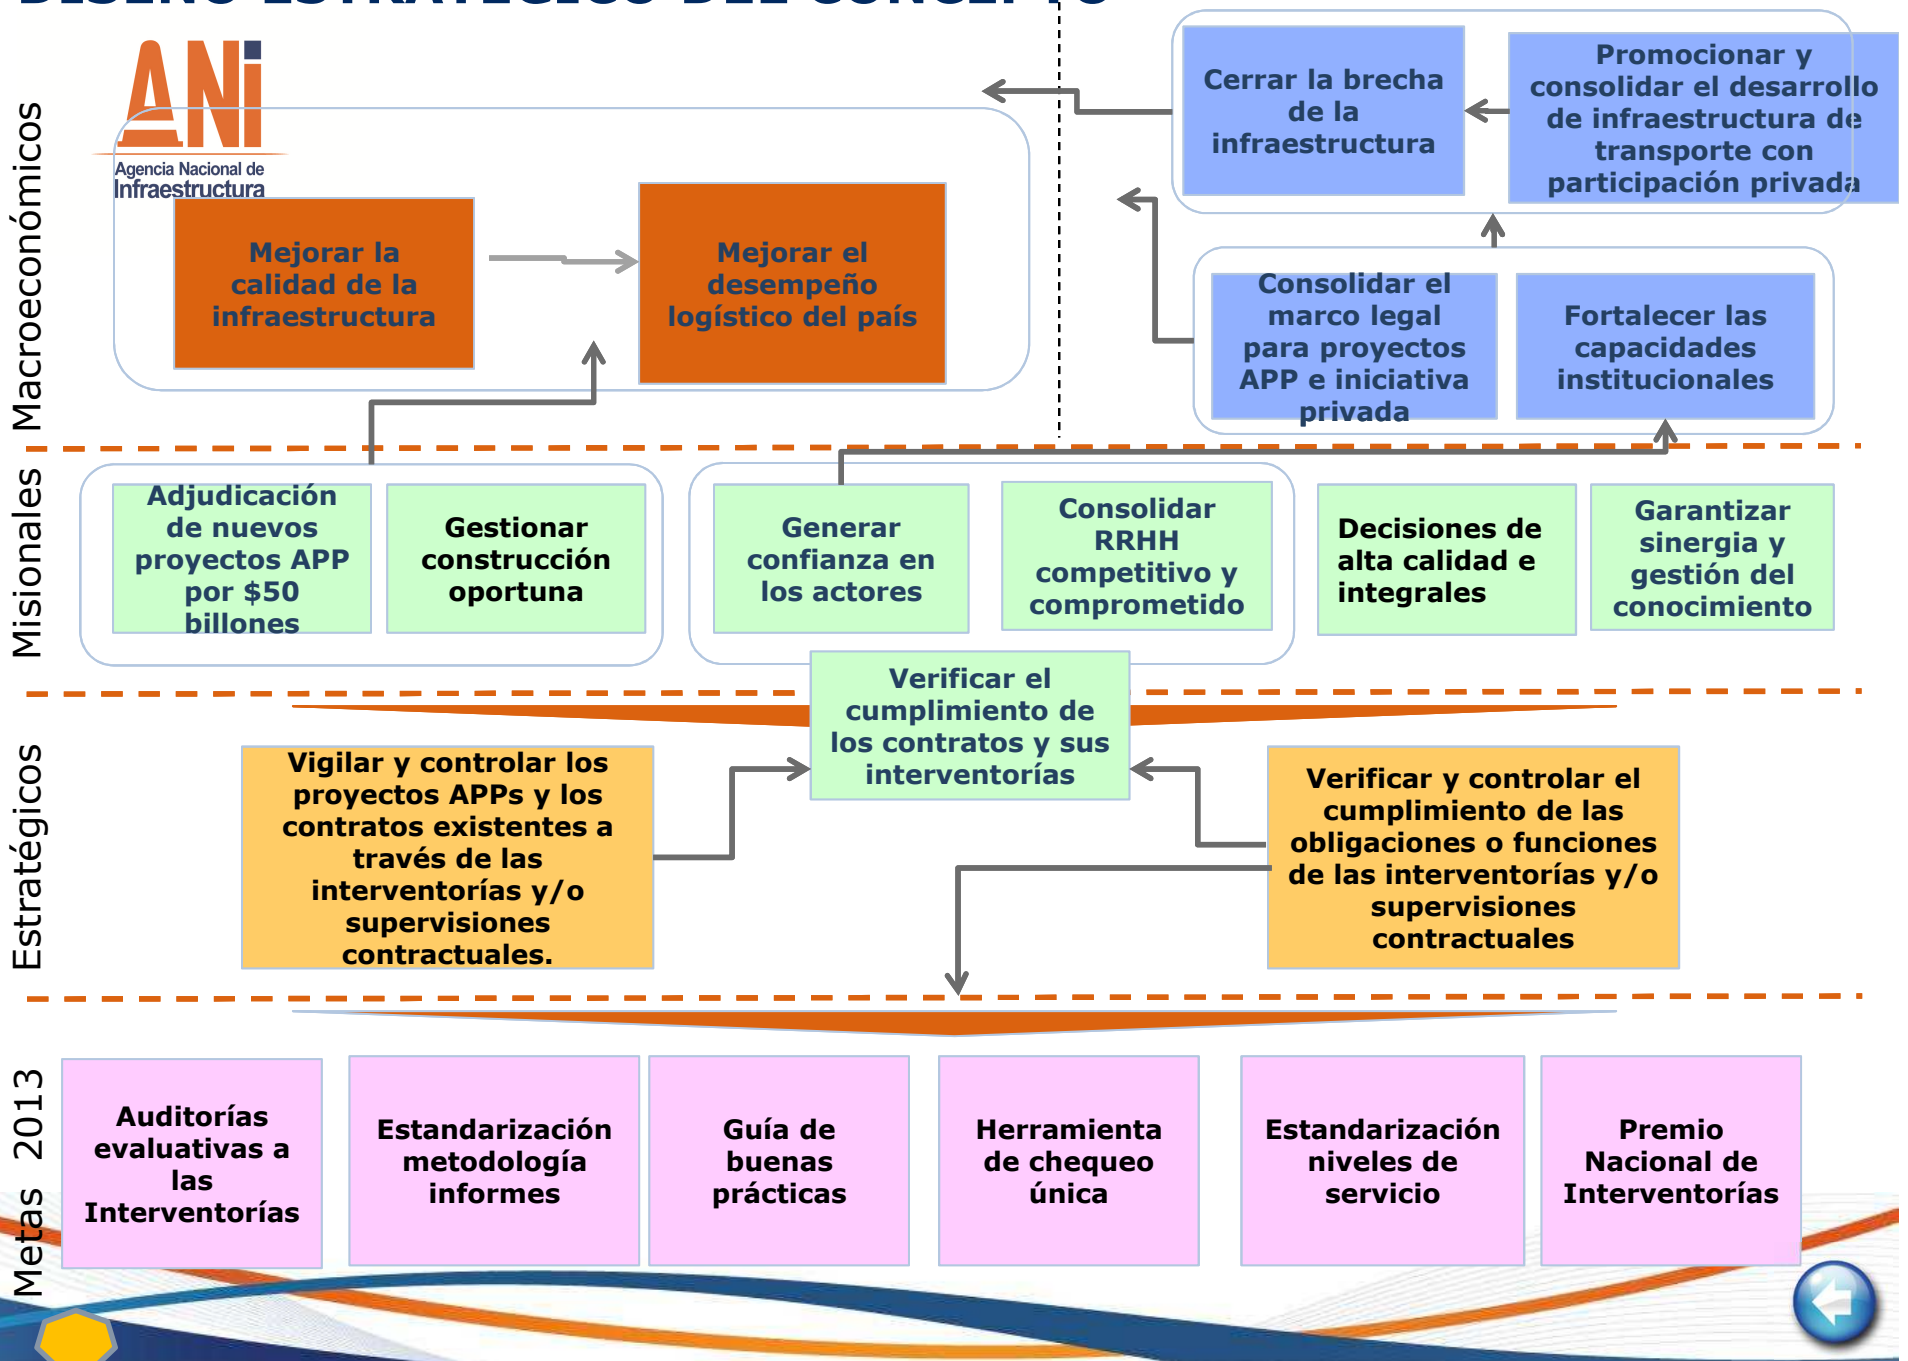 DISEÑO ESTRATÉGICO DEL CONCEPTO
ANi
Agencia Nacional de
Infraestructura
Macroeconómicos
Mejorar la
calidad de la
infraestructura
Mejorar el
desempeño
logístico del país
Cerrar la brecha
de la
infraestructura
Promocionar y
consolidar el desarrollo
de infraestructura de
transporte con
participación privada
Consolidar el
marco legal
para proyectos
APP e iniciativa
privada
Fortalecer las
capacidades
institucionales
Misionales
Adjudicación
de nuevos
proyectos APP
por $50
billones
Gestionar
construcción
oportuna
Generar
confianza en
los actores
Consolidar
RRHH
competitivo y
comprometido
Decisiones de
alta calidad e
integrales
Garantizar
sinergia y
gestión del
conocimiento
Verificar el
cumplimiento de
los contratos y sus
interventorías
Estratégicos
Vigilar y controlar los
proyectos APPs y los
contratos existentes a
través de las
interventorías y/o
supervisiones
contractuales.
Verificar y controlar el
cumplimiento de las
obligaciones o funciones
de las interventorías y/o
supervisiones
contractuales
Metas 2013
Auditorías
evaluativas a
las
Interventorías
Estandarización
metodología
informes
Guía de
buenas
prácticas
Herramienta
de chequeo
única
Estandarización
niveles de
servicio
Premio
Nacional de
Interventorías